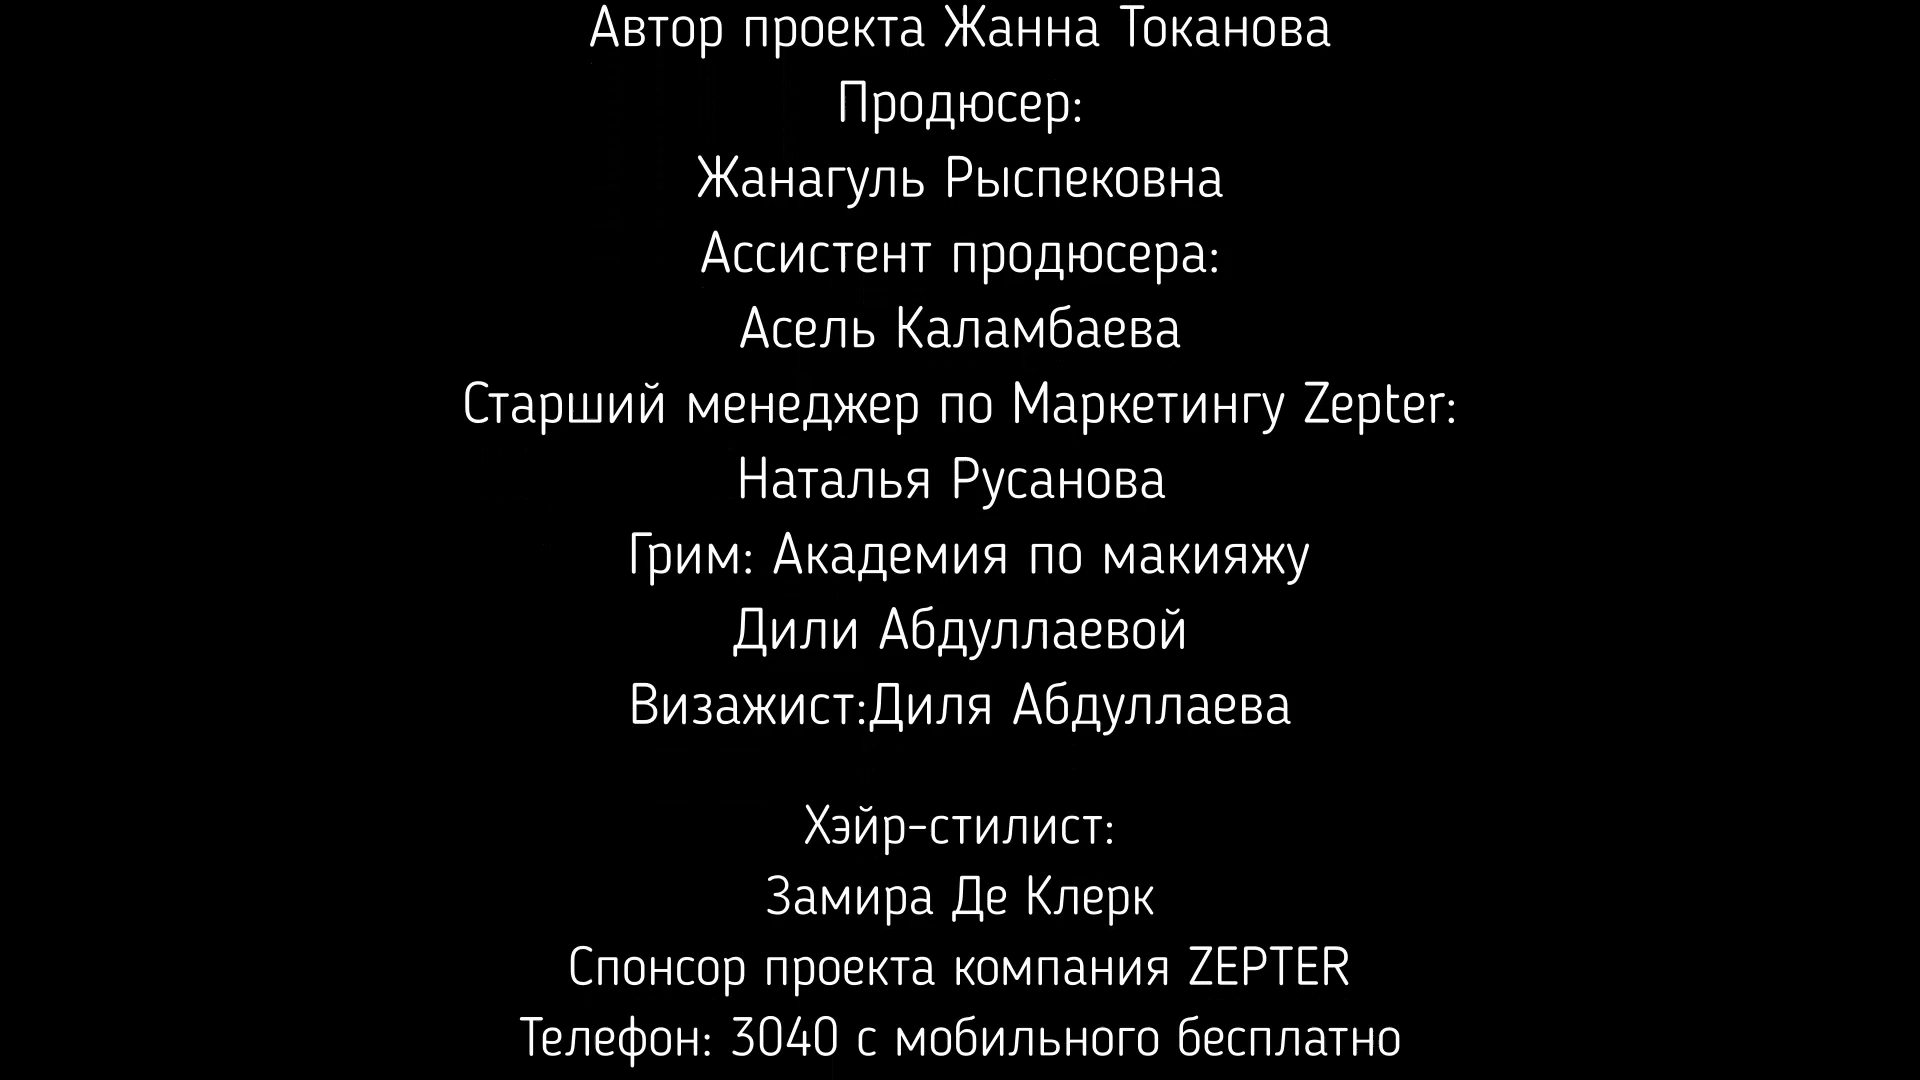 Автор проекта Жанна Токанова
Продюсер:
Жанагуль Рыспековна
Ассистент продюсера:
Асель Каламбаева
Старший менеджер по Маркетингу Zepter:
Наталья Русанова
Грим: Академия по макияжу
Дили Абдуллаевой
Визажист:Диля Абдуллаева
Хэйр-стилист:
Замира Де Клерк
Спонсор проекта компания ZEPTER
Телефон: 3040 с мобильного бесплатно